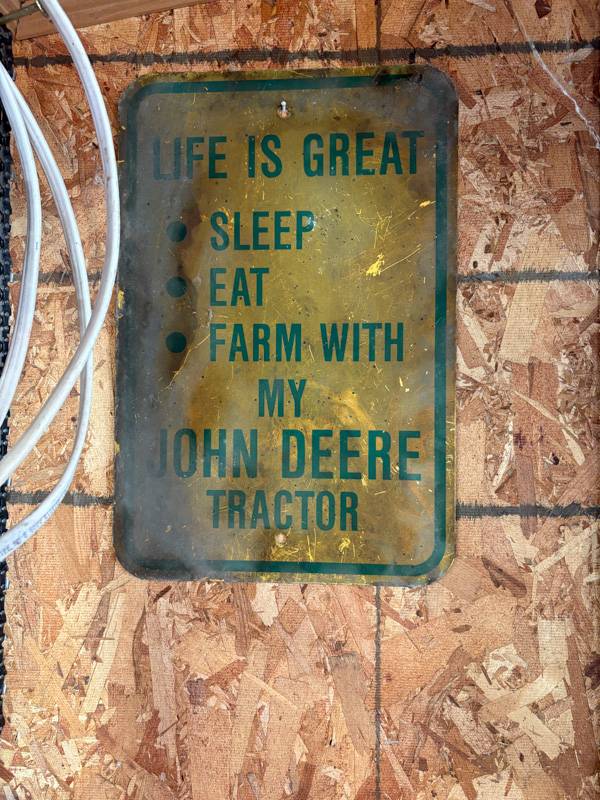 LIFE IS GREAT
• SLEEP
• EAT
• FARM WITH
MY
JOHN DEERE
TRACTOR